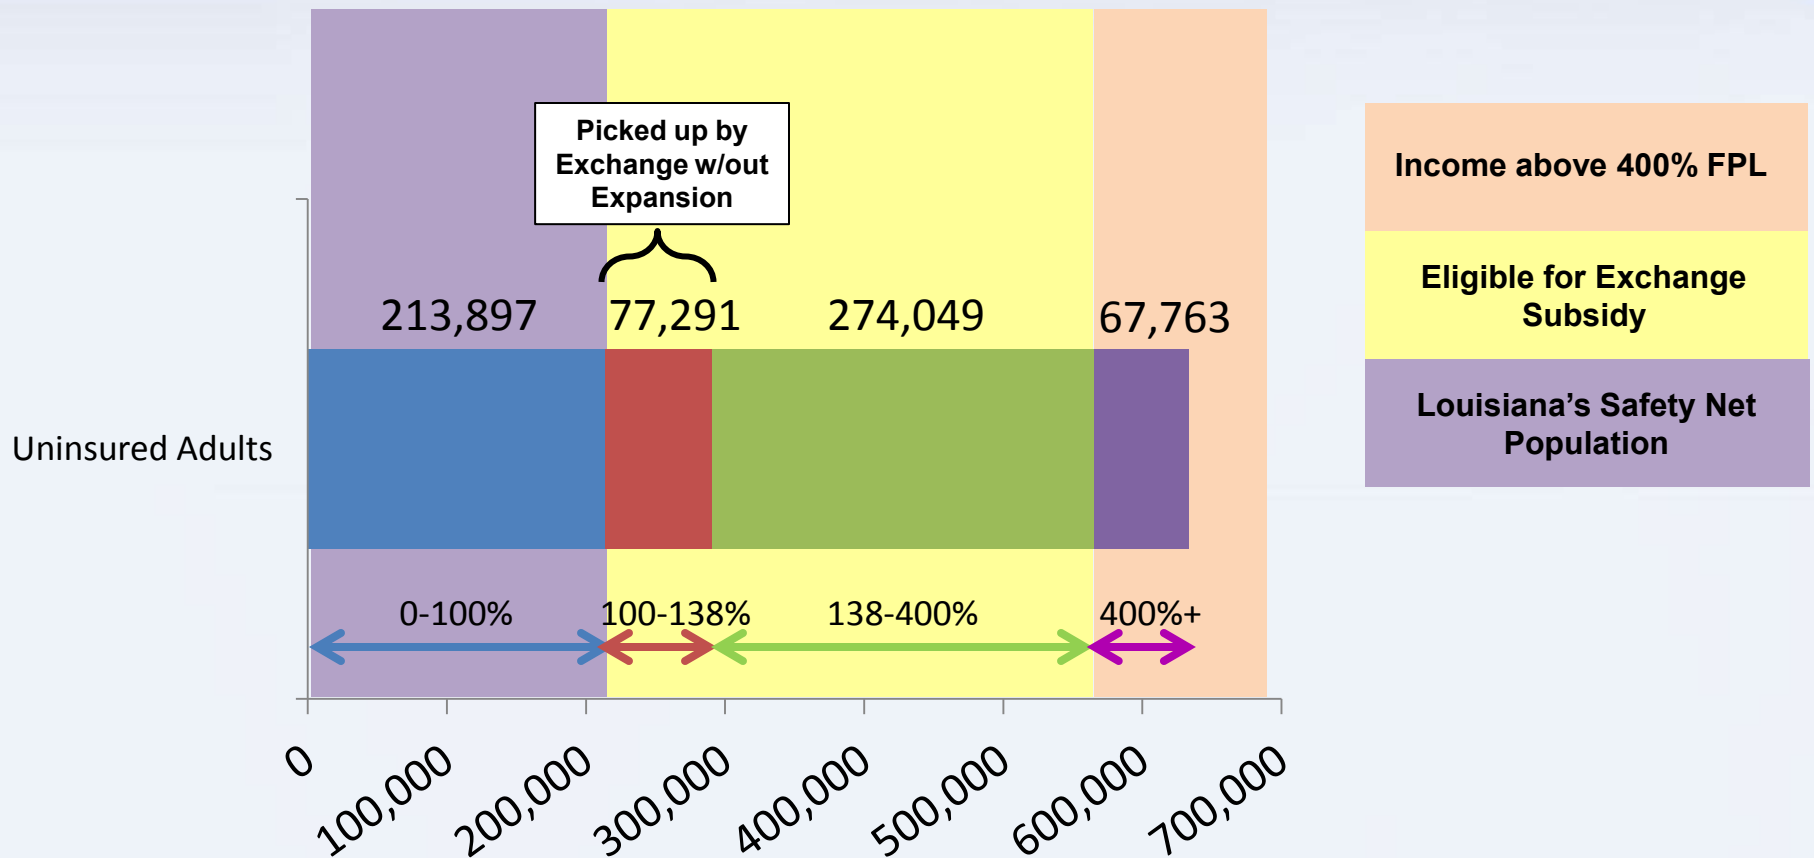 Picked up by
Exchange w/out
Expansion
213,897
77,291
274,049
67,763
Uninsured Adults
0-100%
100-138%
138-400%
400%+
0
100,000
200,000
300,000
400,000
500,000
600,000
700,000
Income above 400% FPL
Eligible for Exchange
Subsidy
Louisiana’s Safety Net
Population